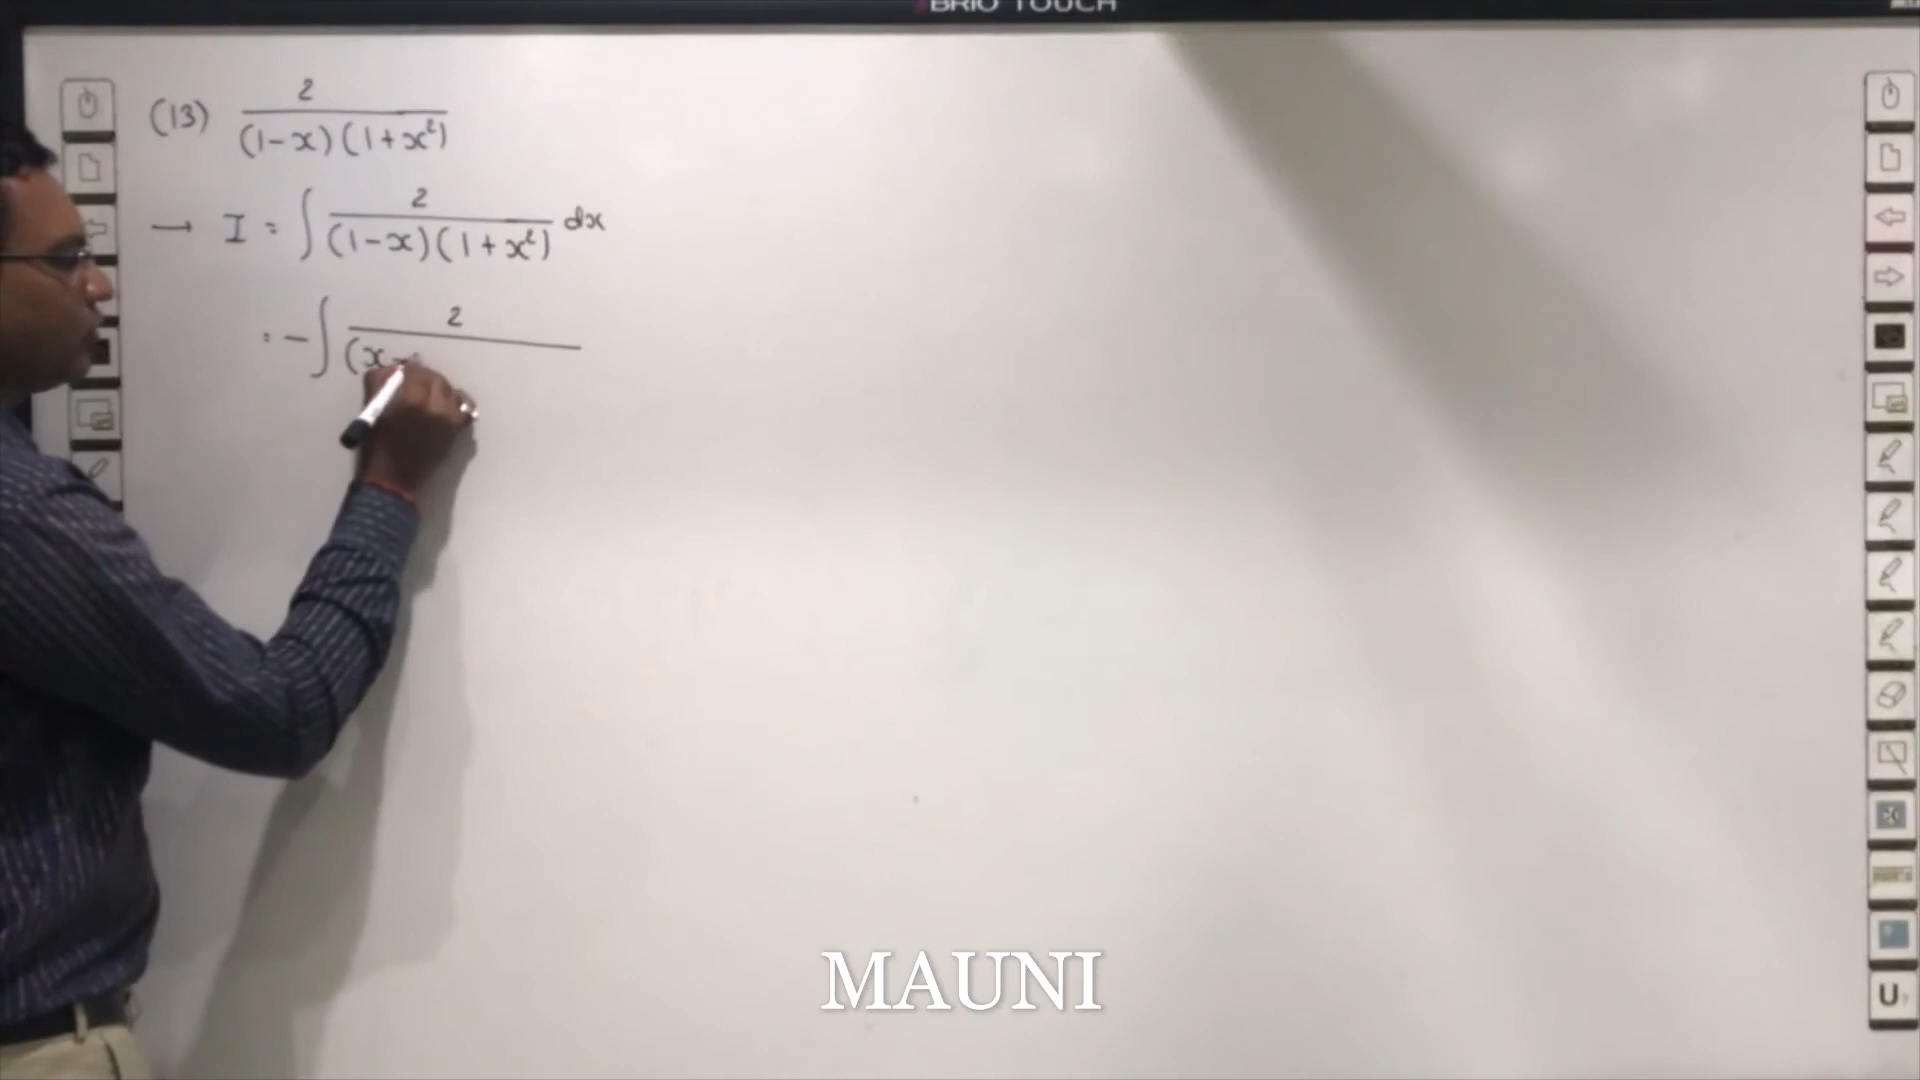 BRIO TOUCH
(13) 2/((1-x)(1+x²))
→ I = ∫ 2/((1-x)(1+x²)) dx
= -∫ 2/(x-
MAUNI
U